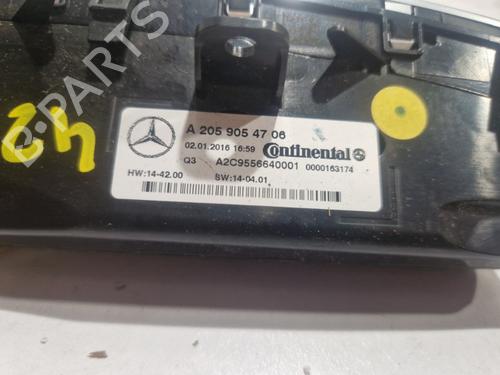 A 205 905 47 06
02.01.2016 16:59 Continental
Q3 A2C9556640001 0000163174
HW:14-42.00 SW:14-04.01
B-Parts